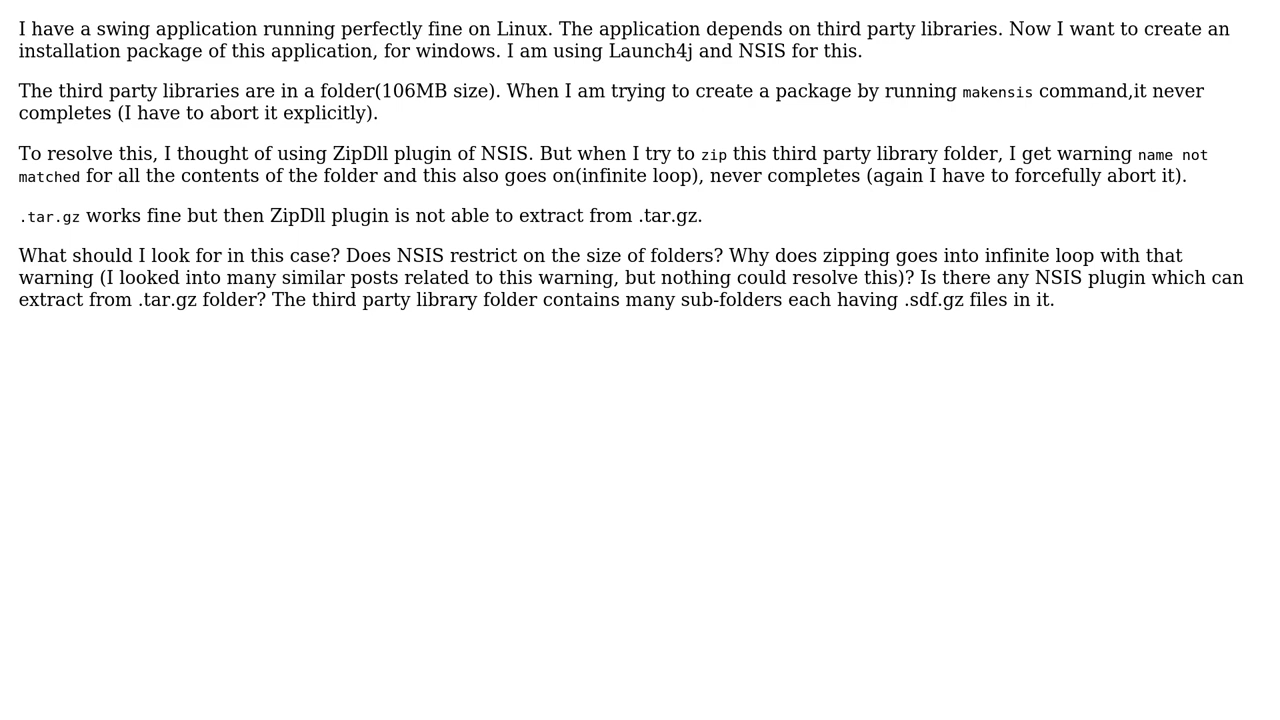 I have a swing application running perfectly fine on Linux. The application depends on third party libraries. Now I want to create an
installation package of this application, for windows. I am using Launch4j and NSIS for this.
The third party libraries are in a folder(106MB size). When I am trying to create a package by running makensis command,it never
completes (I have to abort it explicitly).
To resolve this, I thought of using ZipDll plugin of NSIS. But when I try to zip this third party library folder, I get warning name not
matched for all the contents of the folder and this also goes on(infinite loop), never completes (again I have to forcefully abort it).
.tar.gz works fine but then ZipDll plugin is not able to extract from .tar.gz.
What should I look for in this case? Does NSIS restrict on the size of folders? Why does zipping goes into infinite loop with that
warning (I looked into many similar posts related to this warning, but nothing could resolve this)? Is there any NSIS plugin which can
extract from .tar.gz folder? The third party library folder contains many sub-folders each having .sdf.gz files in it.